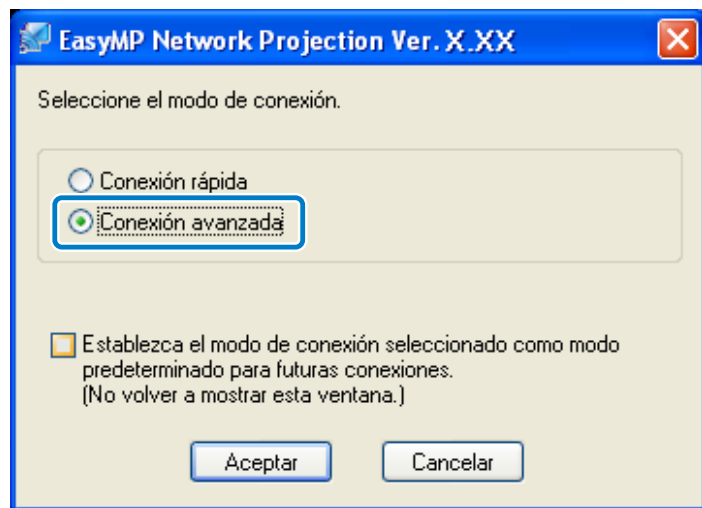 EasyMP Network Projection Ver. X.XX
Seleccione el modo de conexión.
Conexión rápida
Conexión avanzada
Establezca el modo de conexión seleccionado como modo
predeterminado para futuras conexiones.
(No volver a mostrar esta ventana.)
Aceptar
Cancelar